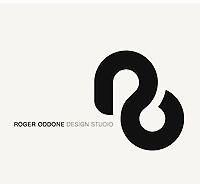 ROGER ODDONE DESIGN STUDIO